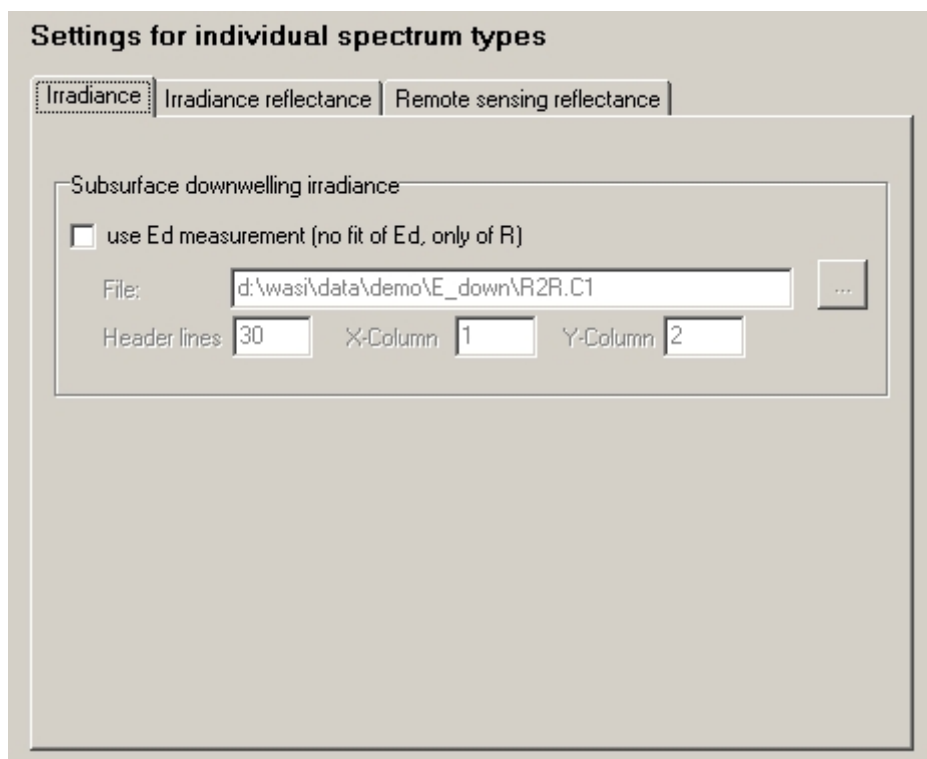 Settings for individual spectrum types
Irradiance Irradiance reflectance Remote sensing reflectance
Subsurface downwelling irradiance
use Ed measurement (no fit of Ed, only of R)
File: d:\wasi\data\demo\E_down\R2R.C1 ...
Header lines 30 X-Column 1 Y-Column 2